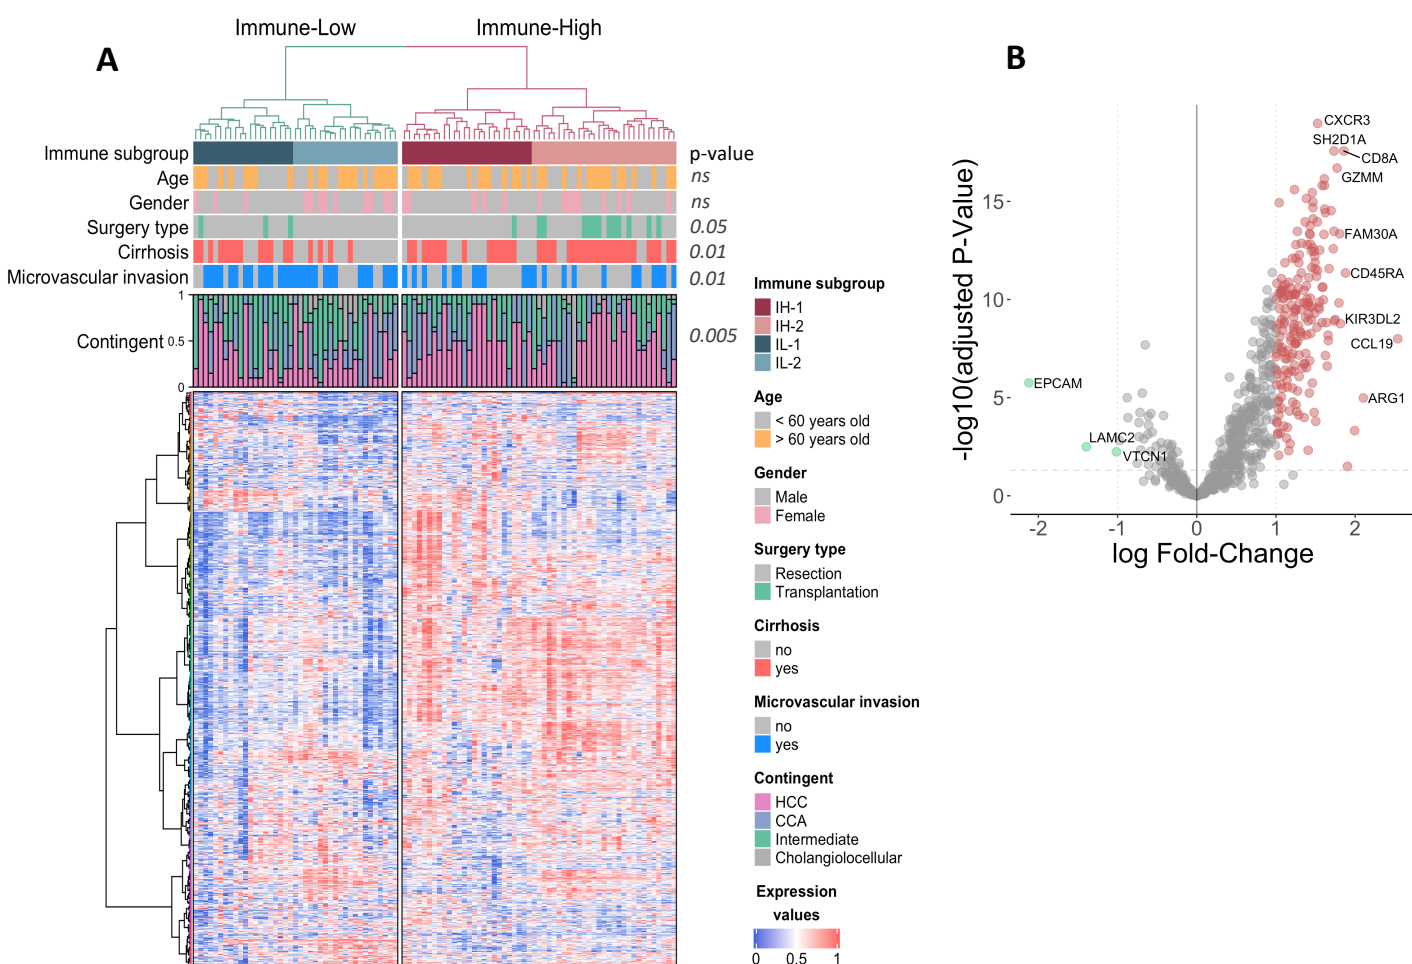 A
Immune-Low
Immune-High
Immune subgroup
p-value
Age
ns
Gender
ns
Surgery type
0.05
Cirrhosis
0.01
Microvascular invasion
0.01
Contingent
1
0.5
0
0.005
Immune subgroup
IH-1
IH-2
IL-1
IL-2
Age
< 60 years old
> 60 years old
Gender
Male
Female
Surgery type
Resection
Transplantation
Cirrhosis
no
yes
Microvascular invasion
no
yes
Contingent
HCC
CCA
Intermediate
Cholangiolocellular
Expression
values
0 0.5 1
B
-log10(adjusted P-Value)
15-
10-
5-
0-
CXCR3
SH2D1A
CD8A
GZMM
FAM30A
CD45RA
KIR3DL2
CCL19
EPCAM
ARG1
LAMC2
VTCN1
-2 -1 0 1 2
log Fold-Change